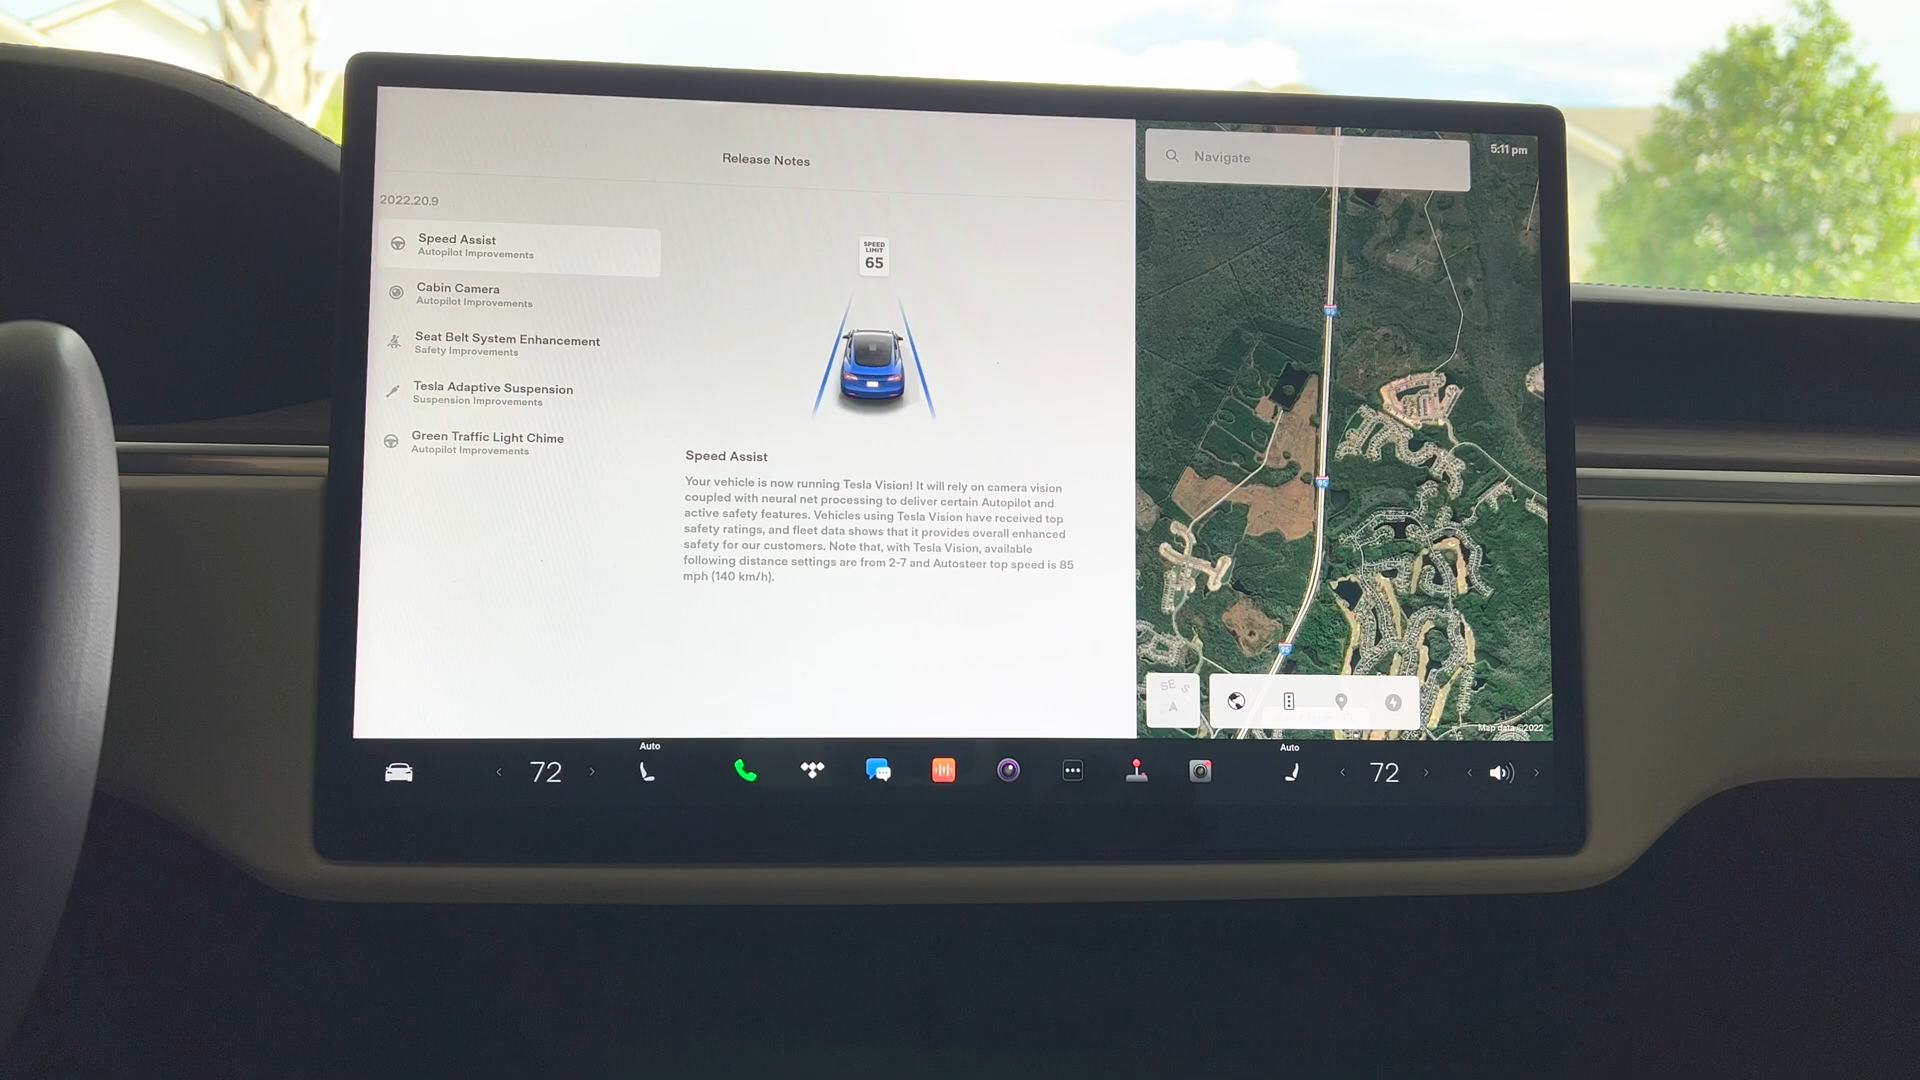 Release Notes
2022.20.9
Speed Assist
Autopilot Improvements
Cabin Camera
Autopilot Improvements
Seat Belt System Enhancement
Safety Improvements
Tesla Adaptive Suspension
Suspension Improvements
Green Traffic Light Chime
Autopilot Improvements
SPEED
LIMIT
65
Speed Assist
Your vehicle is now running Tesla Vision! It will rely on camera vision
coupled with neural net processing to deliver certain Autopilot and
active safety features. Vehicles using Tesla Vision have received top
safety ratings, and fleet data shows that it provides overall enhanced
safety for our customers. Note that, with Tesla Vision, available
following distance settings are from 2-7 and Autosteer top speed is 85
mph (140 km/h).
Navigate
5:11 pm
95
95
95
SE S
Map data ©2022
Auto
72
Auto
72